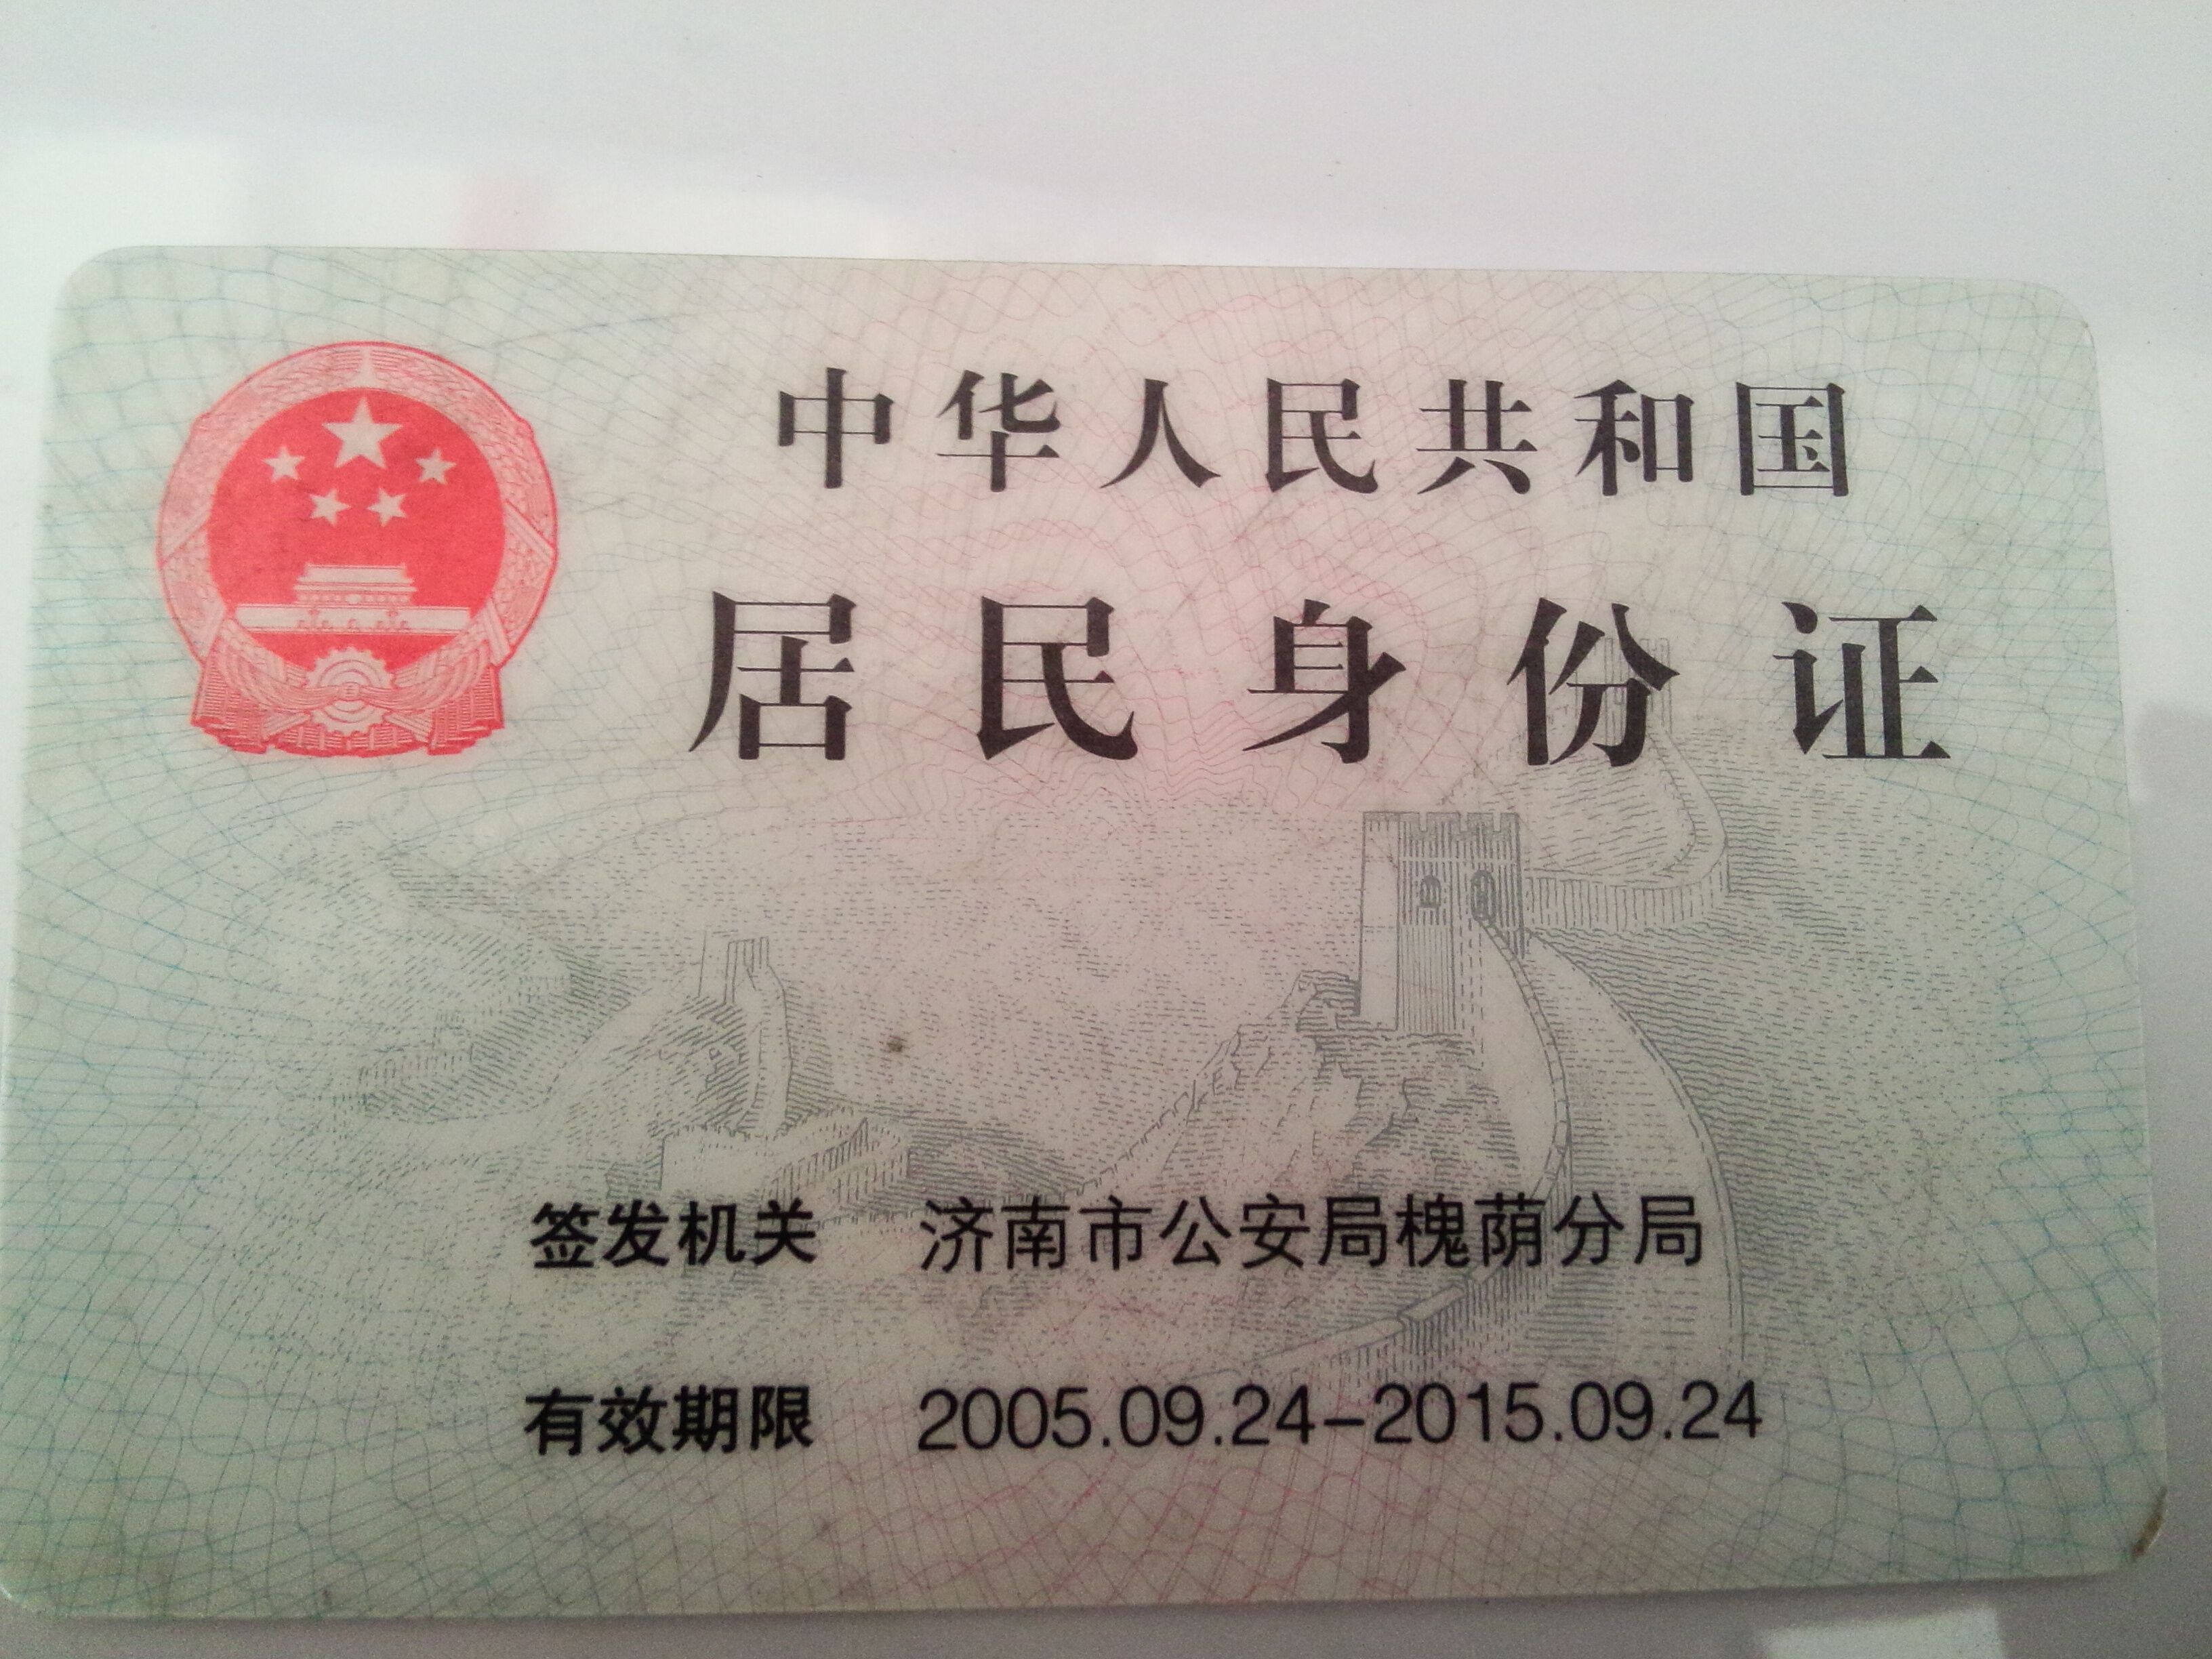 中华人民共和国
居民身份证
签发机关 济南市公安局槐荫分局
有效期限 2005.09.24-2015.09.24